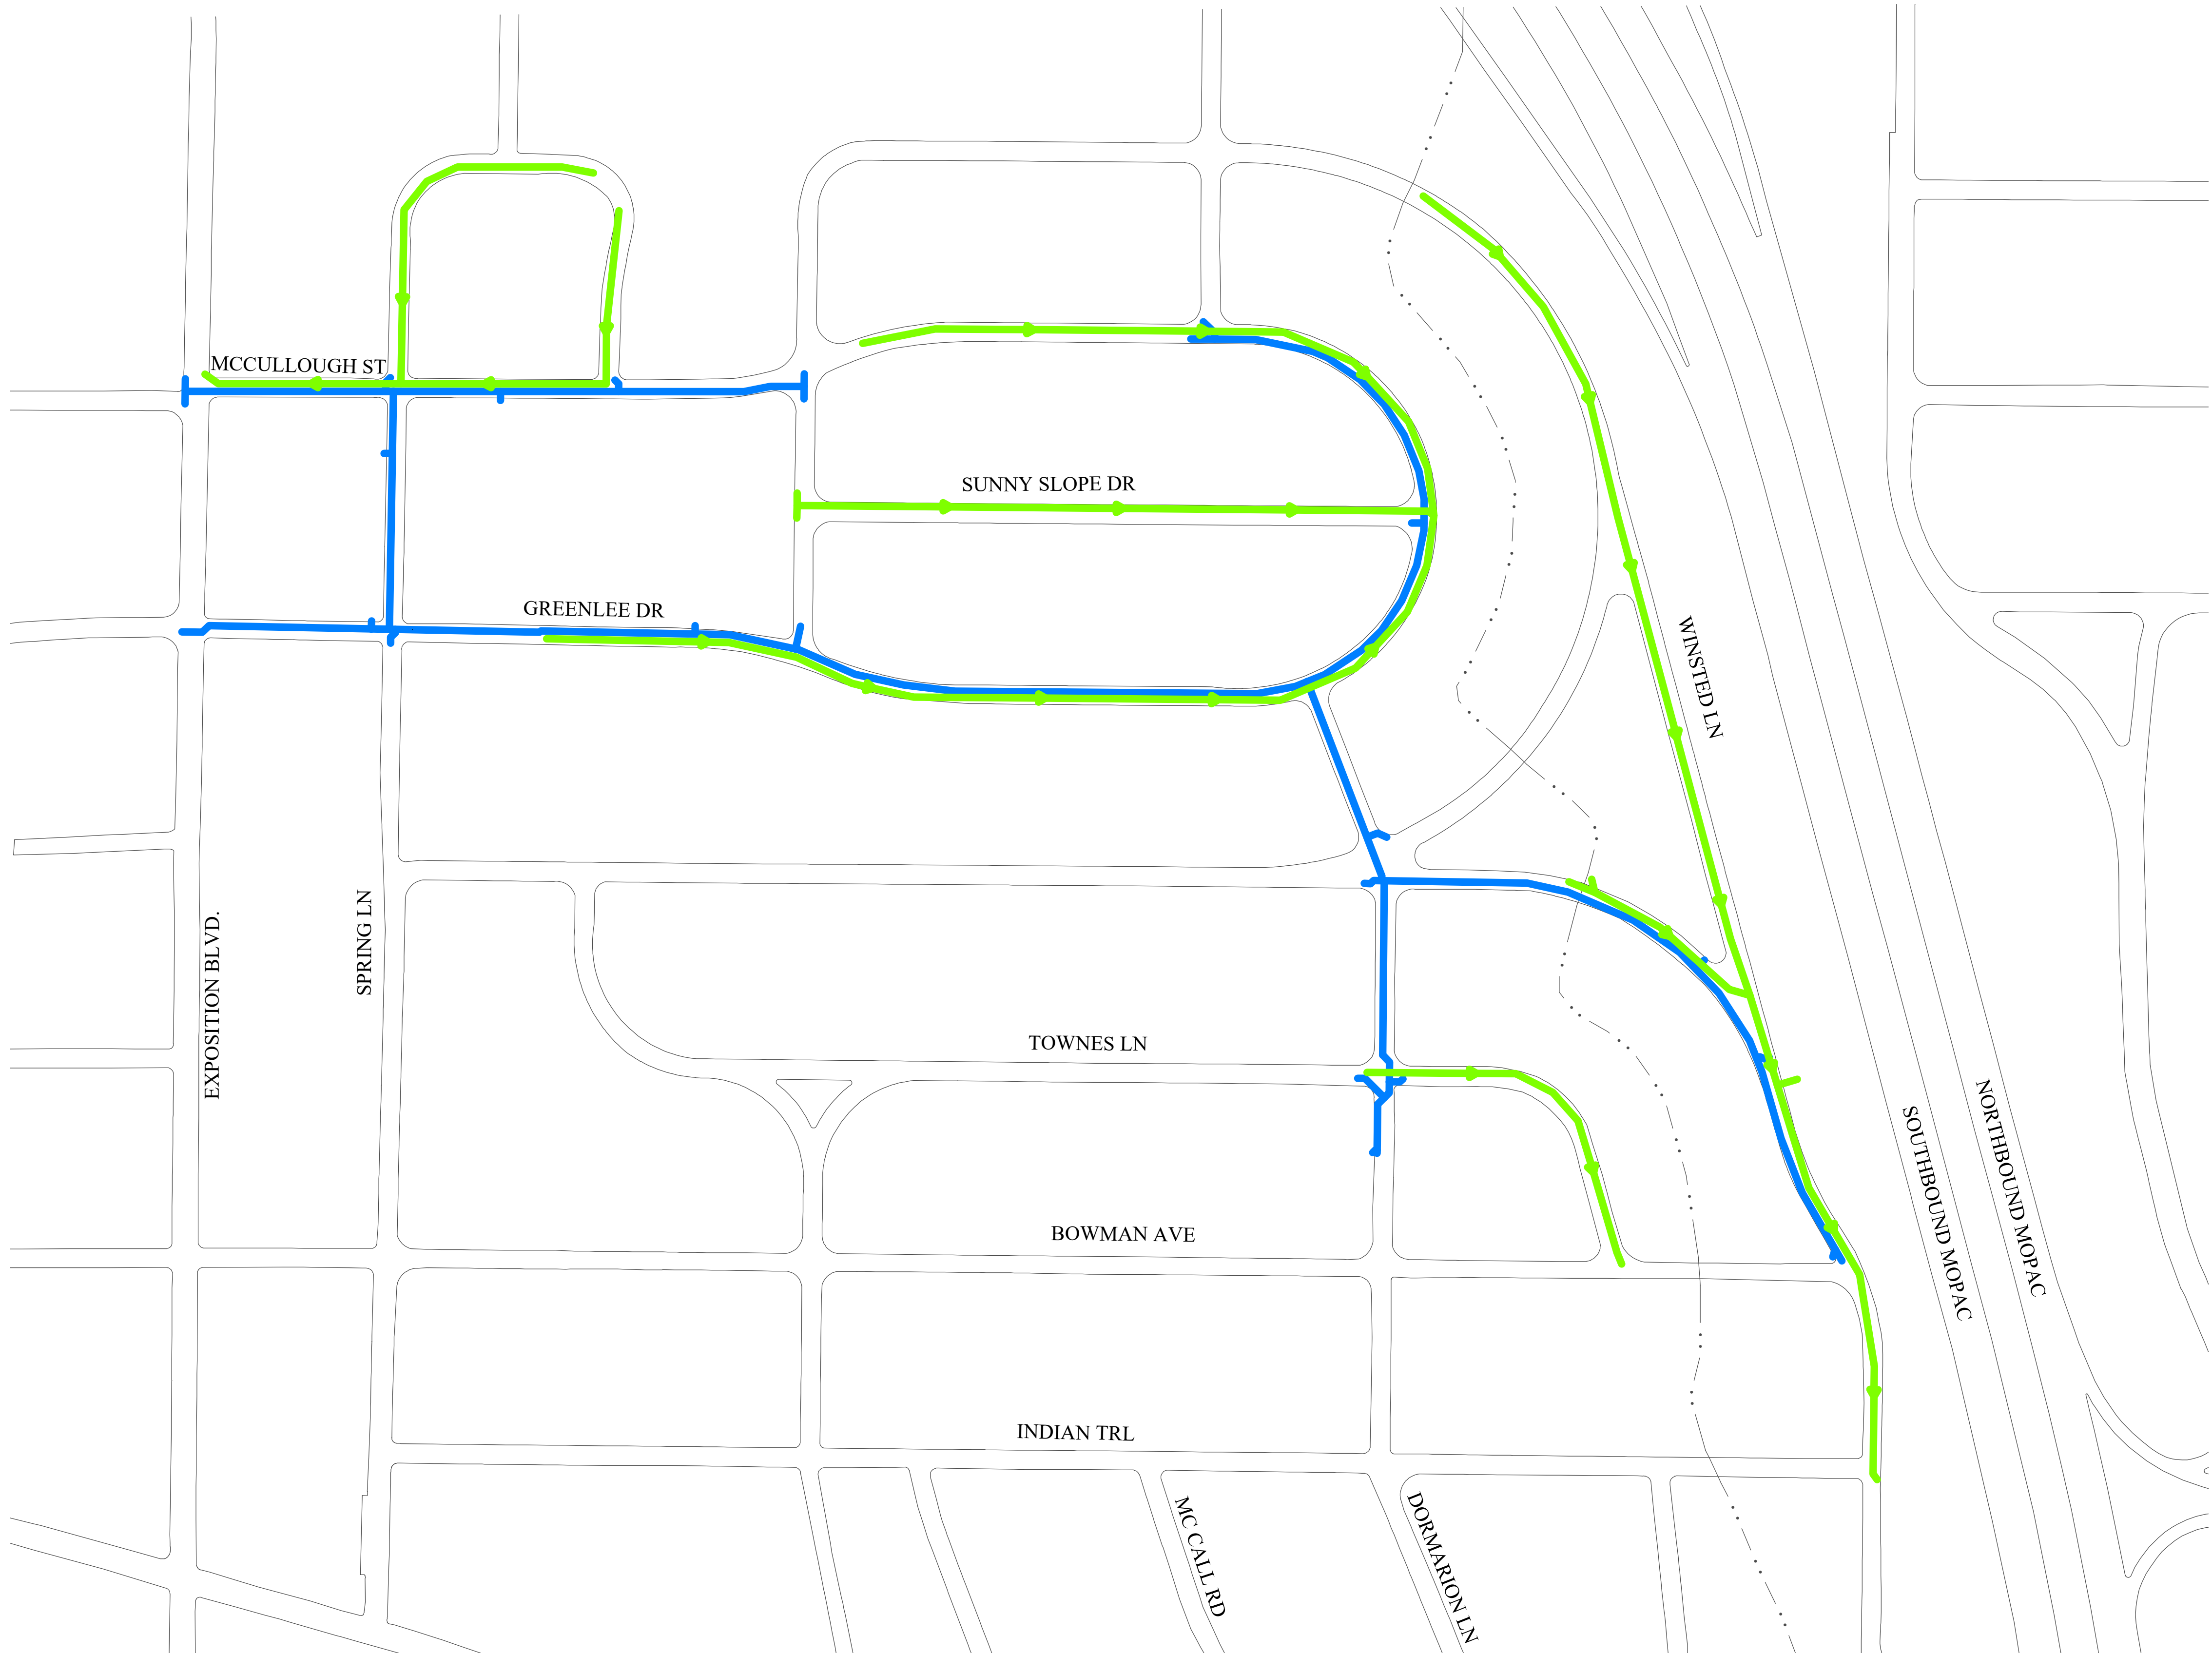 MCCULLOUGH ST
SUNNY SLOPE DR
GREENLEE DR
WINSTED LN
EXPOSITION BLVD.
SPRING LN
TOWNES LN
SOUTHBOUND MOPAC
NORTHBOUND MOPAC
BOWMAN AVE
INDIAN TRL
MC CALL RD
DORMARION LN